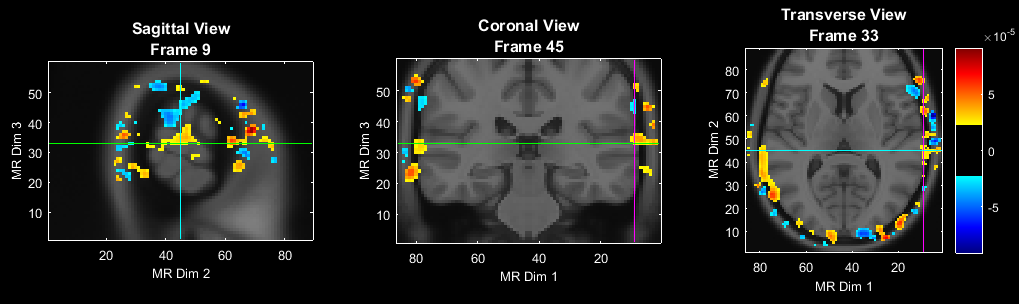 Sagittal View
Frame 9
MR Dim 3
50
40
30
20
10
20
40
60
80
MR Dim 2
Coronal View
Frame 45
MR Dim 3
50
40
30
20
10
80
60
40
20
MR Dim 1
Transverse View
Frame 33
MR Dim 2
80
70
60
50
40
30
20
10
80
60
40
20
MR Dim 1
×10⁻⁵
5
0
-5